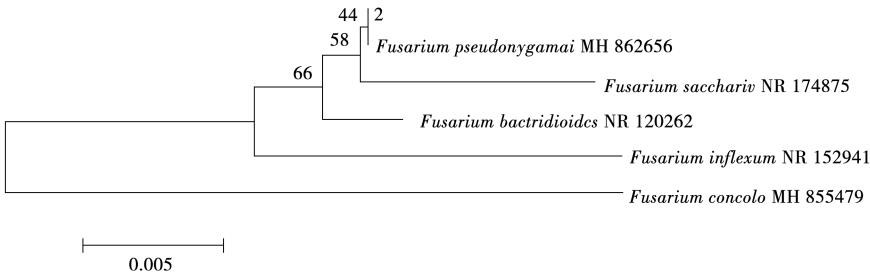 44 2
58 Fusarium pseudonygamai MH 862656
66 Fusarium sacchariv NR 174875
Fusarium bactridioidcs NR 120262
Fusarium inflexum NR 152941
Fusarium concolo MH 855479
0.005